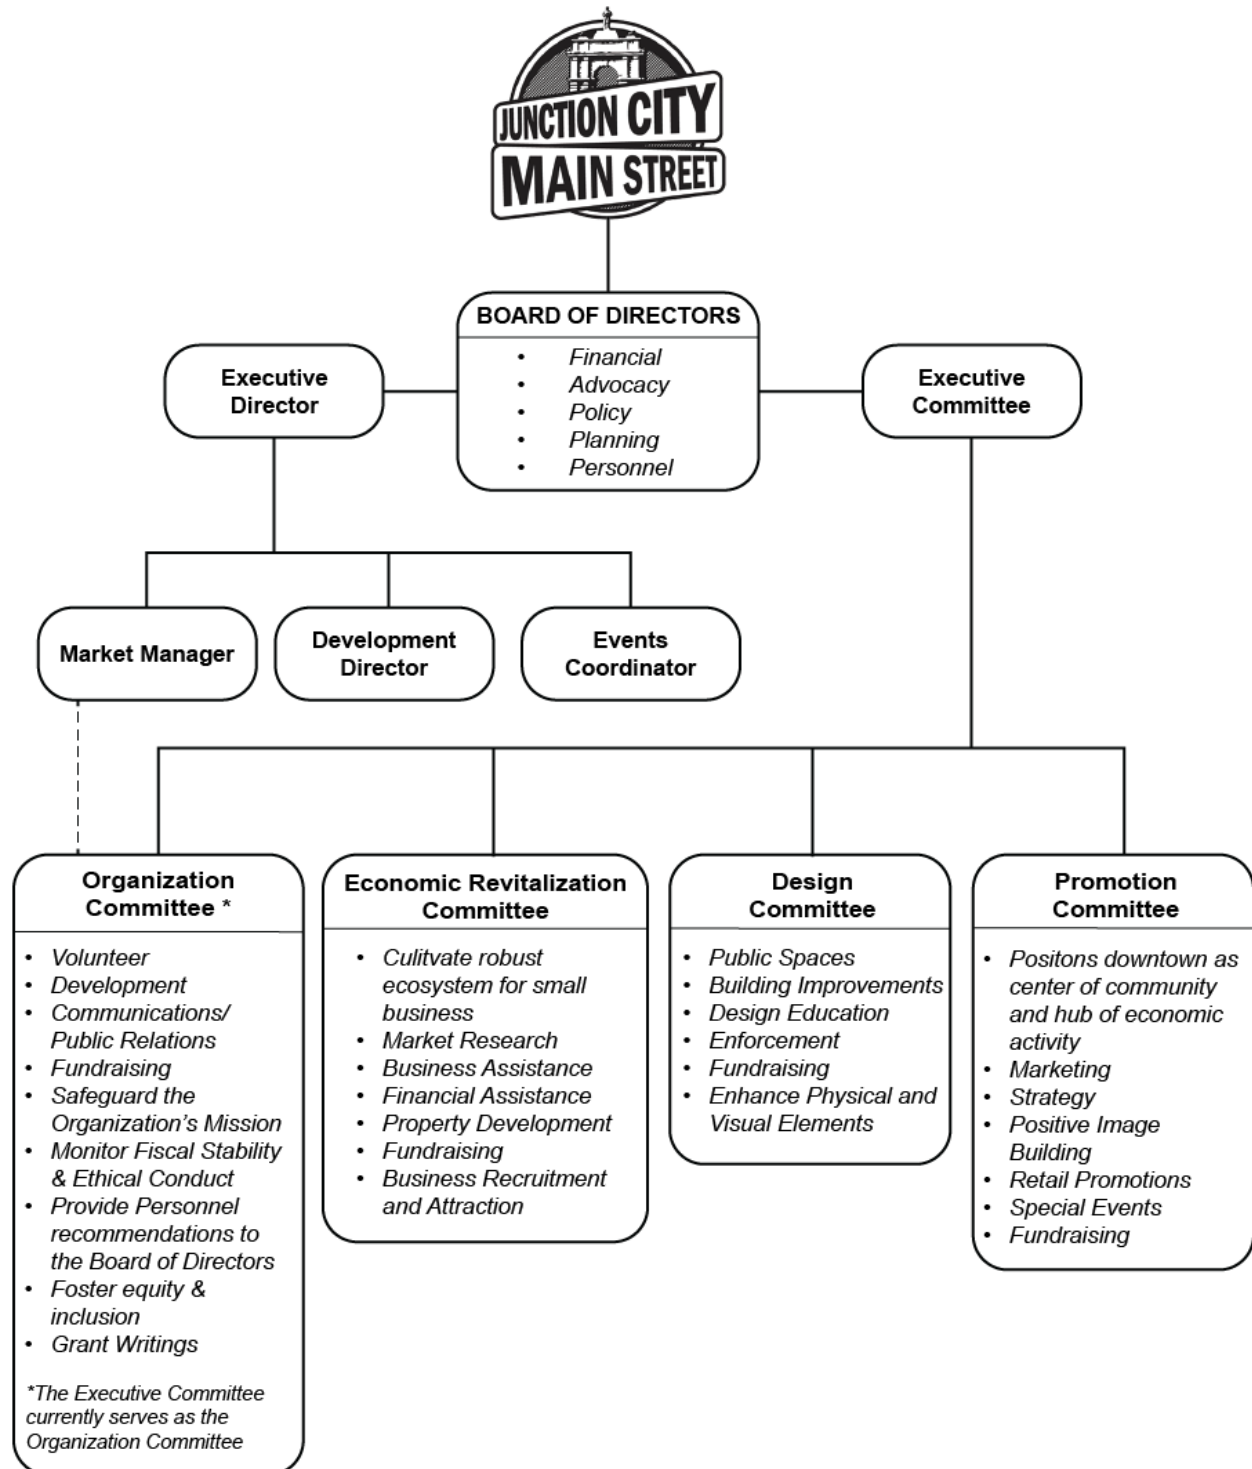 JUNCTION CITY
MAIN STREET
BOARD OF DIRECTORS
• Financial
• Advocacy
• Policy
• Planning
• Personnel
Executive
Director
Executive
Committee
Market Manager
Development
Director
Events
Coordinator
Organization
Committee *
• Volunteer
• Development
• Communications/
Public Relations
• Fundraising
• Safeguard the
Organization's Mission
• Monitor Fiscal Stability
& Ethical Conduct
• Provide Personnel
recommendations to
the Board of Directors
• Foster equity &
inclusion
• Grant Writings
*The Executive Committee
currently serves as the
Organization Committee
Economic Revitalization
Committee
• Culitvate robust
ecosystem for small
business
• Market Research
• Business Assistance
• Financial Assistance
• Property Development
• Fundraising
• Business Recruitment
and Attraction
Design
Committee
• Public Spaces
• Building Improvements
• Design Education
• Enforcement
• Fundraising
• Enhance Physical and
Visual Elements
Promotion
Committee
• Positons downtown as
center of community
and hub of economic
activity
• Marketing
• Strategy
• Positive Image
Building
• Retail Promotions
• Special Events
• Fundraising